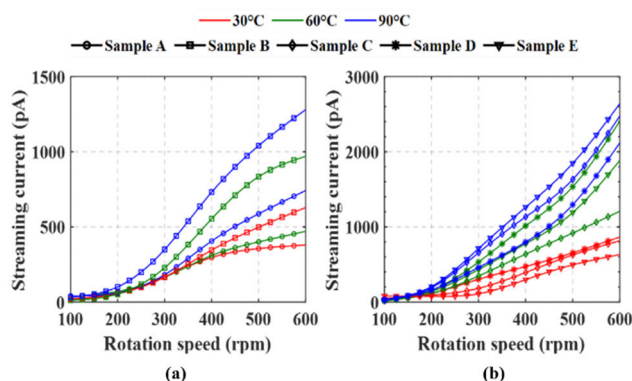 30°C 60°C 90°C
Sample A Sample B Sample C Sample D Sample E
1500
1000
500
0
Streaming current (pA)
100 200 300 400 500 600
Rotation speed (rpm)
(a)
3000
2000
1000
0
Streaming current (pA)
100 200 300 400 500 600
Rotation speed (rpm)
(b)